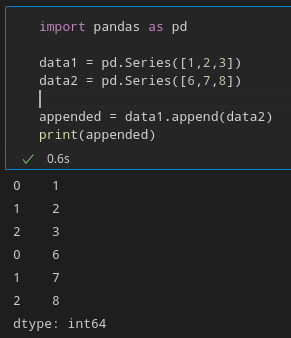 import pandas as pd
data1 = pd.Series([1,2,3])
data2 = pd.Series([6,7,8])
appended = data1.append(data2)
print(appended)
✓ 0.6s
0 1
1 2
2 3
0 6
1 7
2 8
dtype: int64